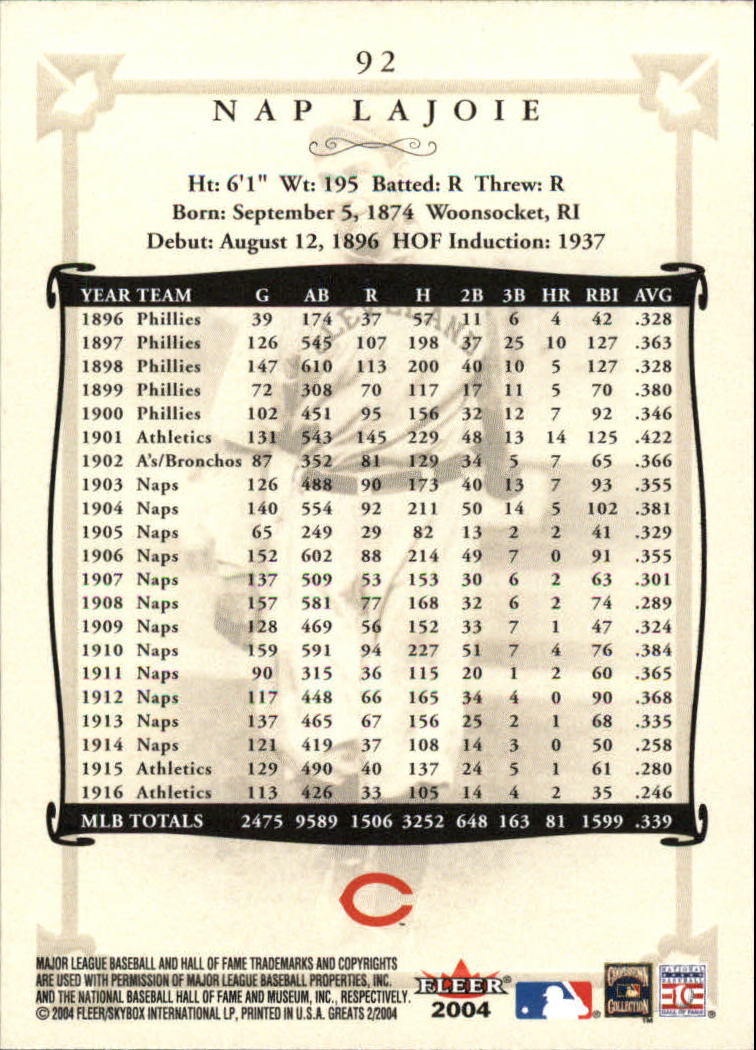 92
NAP LAJOIE
Ht: 6'1" Wt: 195 Batted: R Threw: R
Born: September 5, 1874 Woonsocket, RI
Debut: August 12, 1896 HOF Induction: 1937
YEAR TEAM G AB R H 2B 3B HR RBI AVG
1896 Phillies 39 174 37 57 11 6 4 42 .328
1897 Phillies 126 545 107 198 37 25 10 127 .363
1898 Phillies 147 610 113 200 40 10 5 127 .328
1899 Phillies 72 308 70 117 17 11 5 70 .380
1900 Phillies 102 451 95 156 32 12 7 92 .346
1901 Athletics 131 543 145 229 48 13 14 125 .422
1902 A's/Bronchos 87 352 81 129 34 5 7 65 .366
1903 Naps 126 488 90 173 40 13 7 93 .355
1904 Naps 140 554 92 211 50 14 5 102 .381
1905 Naps 65 249 29 82 13 2 2 41 .329
1906 Naps 152 602 88 214 49 7 0 91 .355
1907 Naps 137 509 53 153 30 6 2 63 .301
1908 Naps 157 581 77 168 32 6 2 74 .289
1909 Naps 128 469 56 152 33 7 1 47 .324
1910 Naps 159 591 94 227 51 7 4 76 .384
1911 Naps 90 315 36 115 20 1 2 60 .365
1912 Naps 117 448 66 165 34 4 0 90 .368
1913 Naps 137 465 67 156 25 2 1 68 .335
1914 Naps 121 419 37 108 14 3 0 50 .258
1915 Athletics 129 490 40 137 24 5 1 61 .280
1916 Athletics 113 426 33 105 14 4 2 35 .246
MLB TOTALS 2475 9589 1506 3252 648 163 81 1599 .339
CLEVELAND
C
MAJOR LEAGUE BASEBALL AND HALL OF FAME TRADEMARKS AND COPYRIGHTS
ARE USED WITH PERMISSION OF MAJOR LEAGUE BASEBALL PROPERTIES, INC.
AND THE NATIONAL BASEBALL HALL OF FAME AND MUSEUM, INC., RESPECTIVELY.
© 2004 FLEER/SKYBOX INTERNATIONAL LP, PRINTED IN U.S.A. GREATS 2/2004
FLEER®
2004
COOPERSTOWN
COLLECTION
TM
NATIONAL
BASEBALL
HALL OF FAME
®